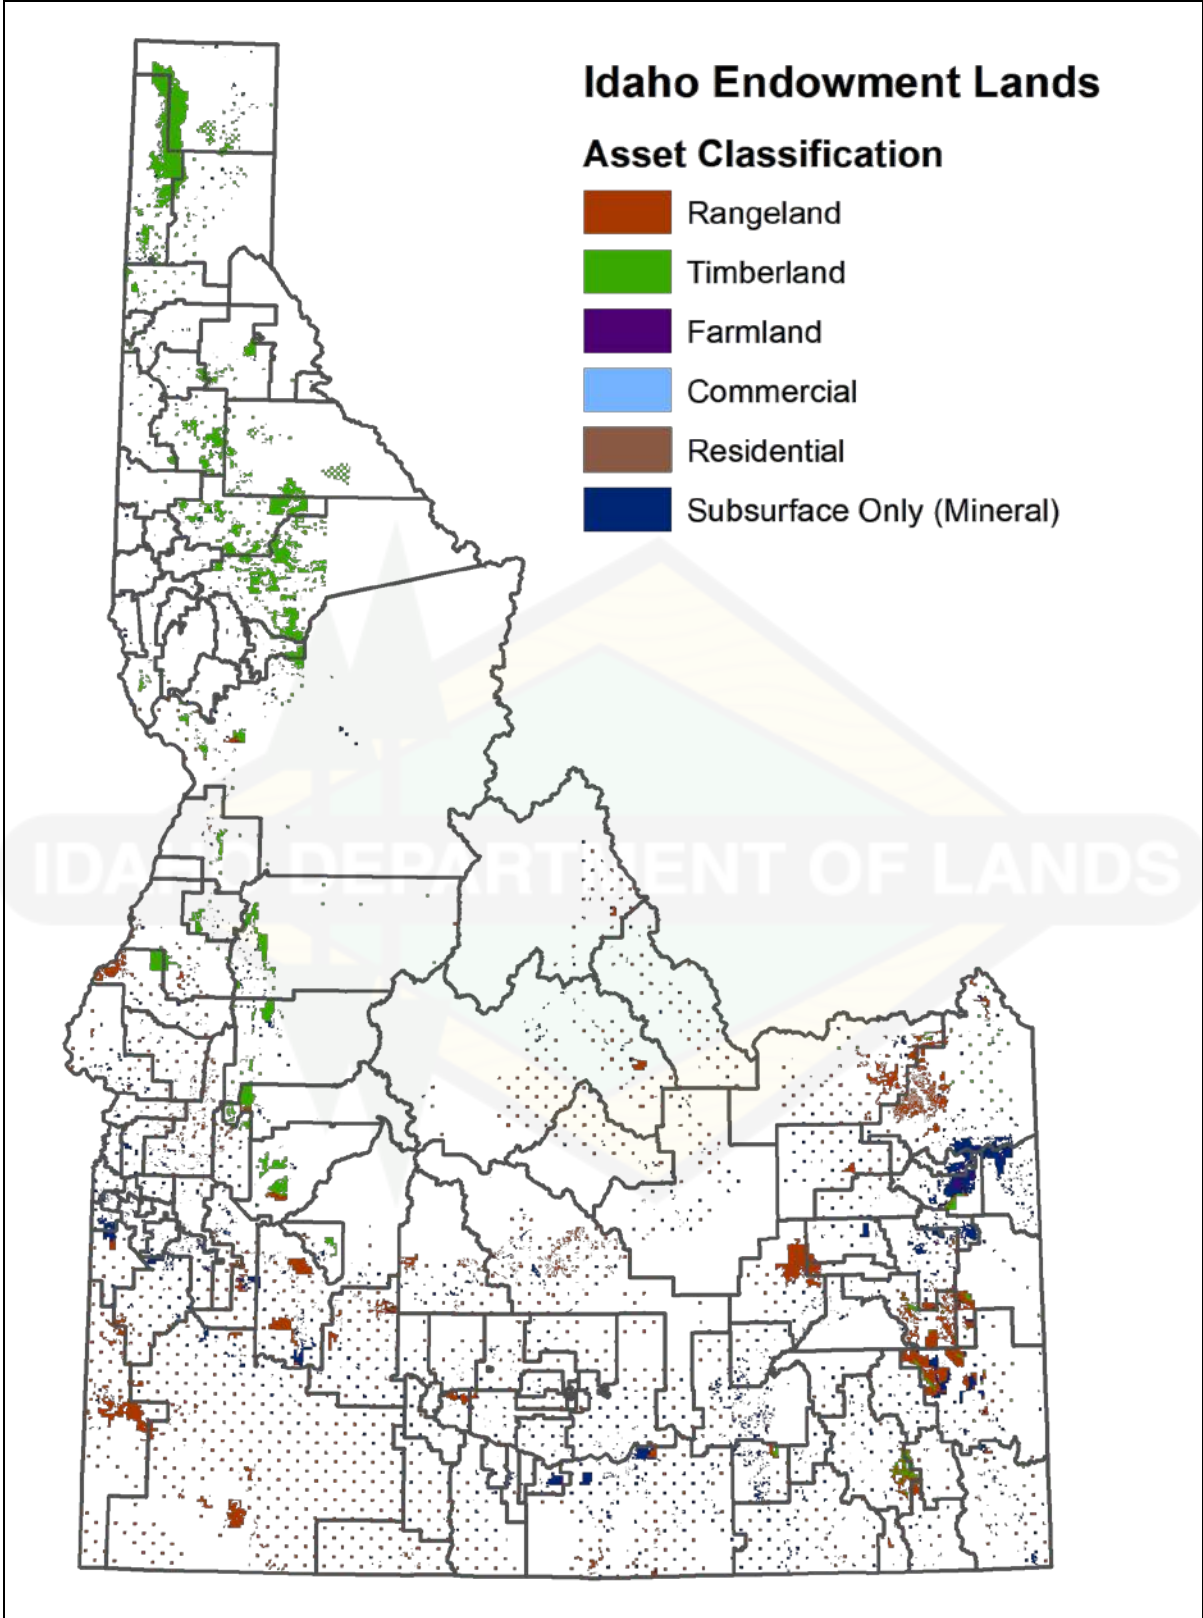 Idaho Endowment Lands
Asset Classification
Rangeland
Timberland
Farmland
Commercial
Residential
Subsurface Only (Mineral)
IDAHO DEPARTMENT OF LANDS